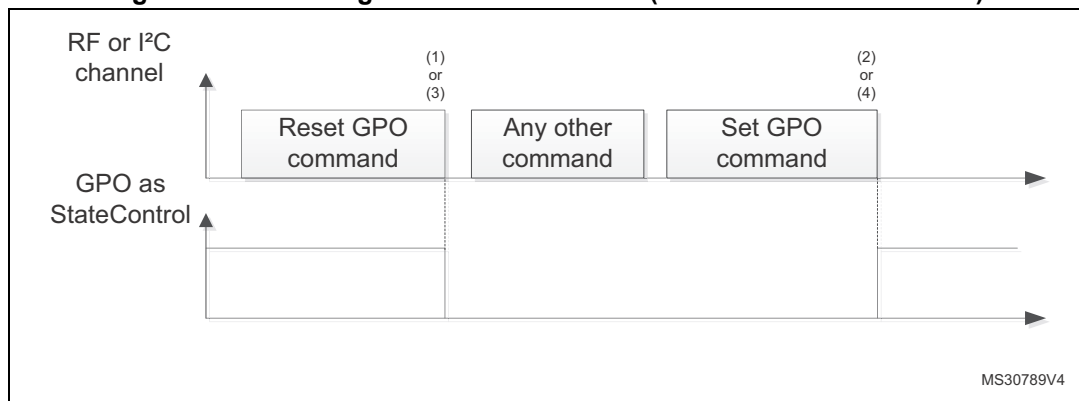 RF or I²C
channel
(1)
or
(3)
(2)
or
(4)
Reset GPO
command
Any other
command
Set GPO
command
GPO as
StateControl
MS30789V4